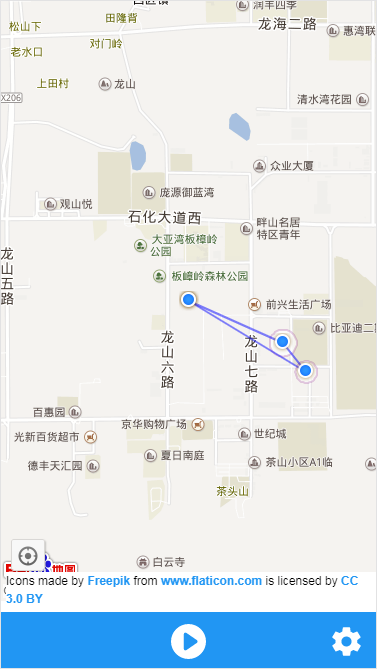 润丰四季
田隆背
松山下
龙海二路
惠湾联
对门岭
老水口
上田村
龙山
X206
清水湾花园
众业大厦
庞源御蓝湾
观山悦
石化大道西
畔山名居
特区青年
大亚湾板樟岭
公园
龙山五路
板嶂岭森林公园
前兴生活广场
比亚迪二
龙山六路
龙山七路
百惠园
京华购物广场
世纪城
光新百货超市
夏日南庭
茶山小区A1临
德丰天汇园
茶头山
白云寺
地图
Icons made by Freepik from www.flaticon.com is licensed by CC
3.0 BY